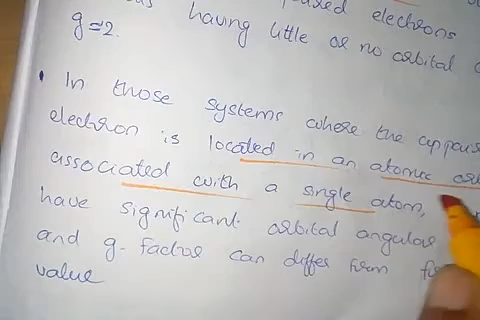 having little or no orbital
g=2.
• In those systems where the
electron is located in an atomic
associated with a single atom,
have significant orbital angular
and g-factor can differ from
value